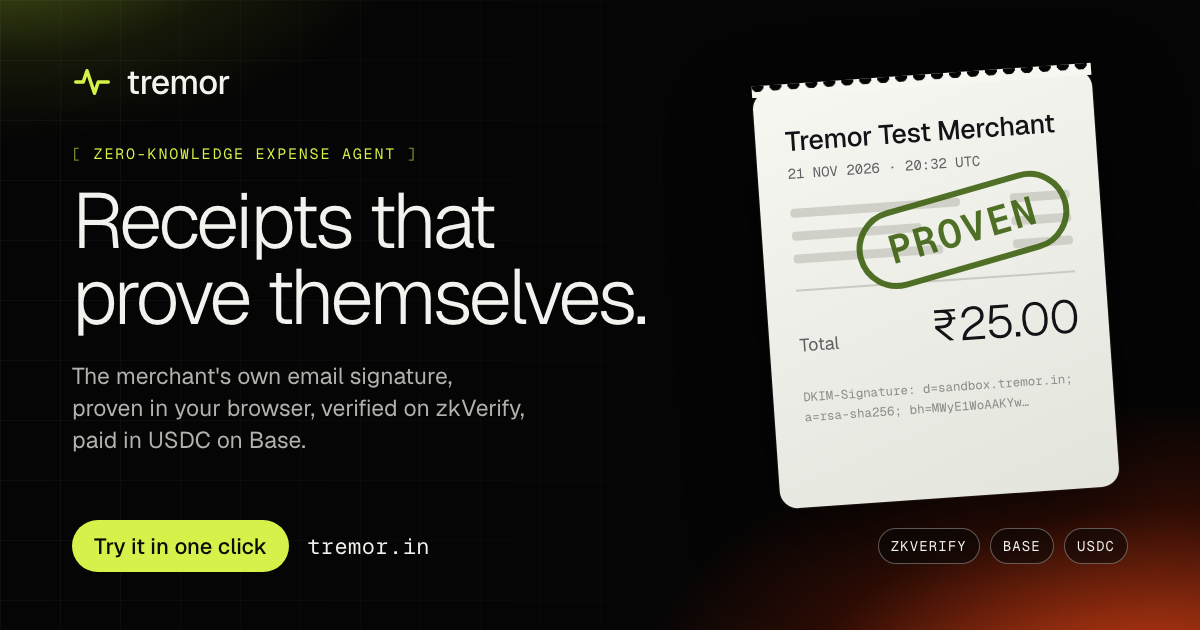 tremor
[ ZERO-KNOWLEDGE EXPENSE AGENT ]
Receipts that
prove themselves.
The merchant's own email signature,
proven in your browser, verified on zkVerify,
paid in USDC on Base.
Try it in one click
tremor.in
Tremor Test Merchant
21 NOV 2026 · 20:32 UTC
PROVEN
Total
₹25.00
DKIM-Signature: d=sandbox.tremor.in;
a=rsa-sha256; bh=MWyE1WoAAKYw…
ZKVERIFY
BASE
USDC